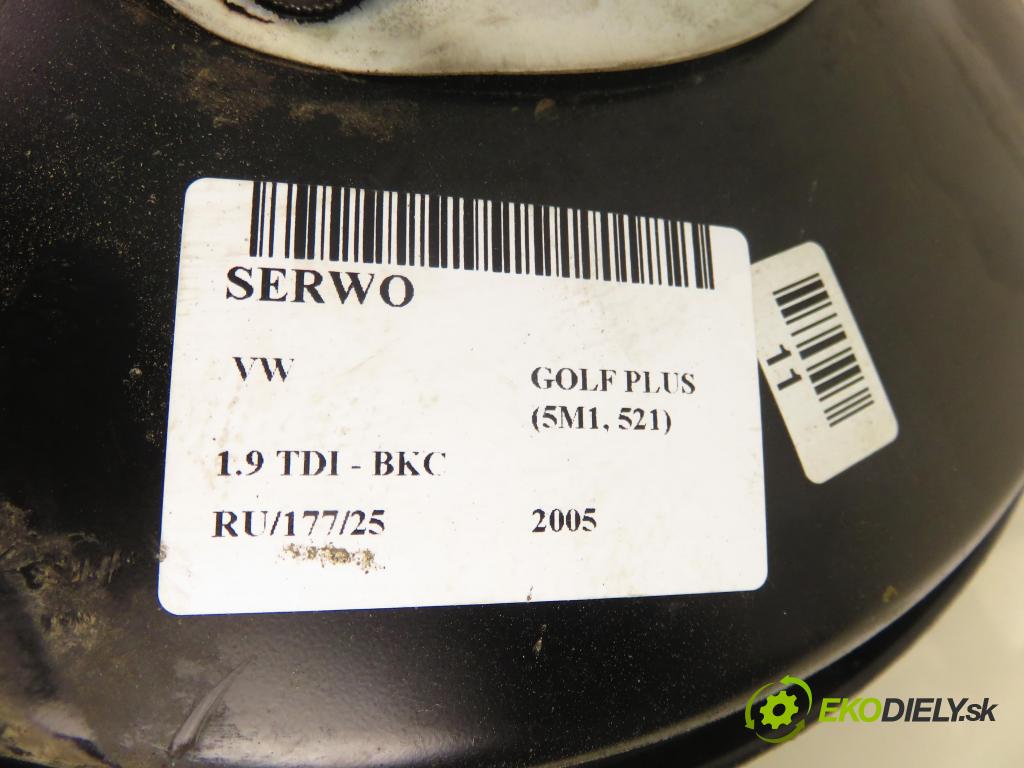 SERWO
VW
GOLF PLUS
(5M1, 521)
1.9 TDI - BKC
RU/177/25
2005
11
EKODIELY.sk